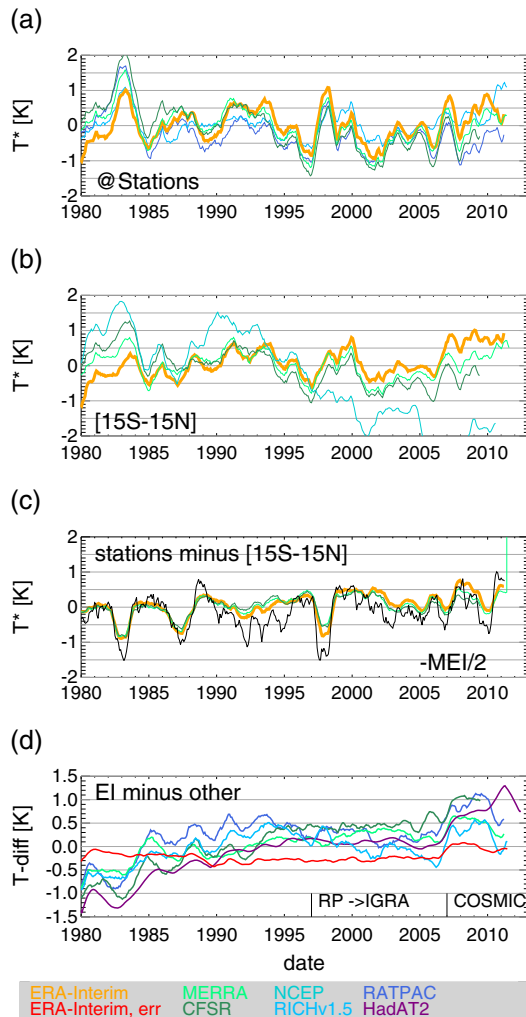 (a)
2
1
0
-1
-2
T* [K]
@Stations
1980 1985 1990 1995 2000 2005 2010
(b)
2
1
0
-1
-2
T* [K]
[15S-15N]
1980 1985 1990 1995 2000 2005 2010
(c)
2
1
0
-1
-2
T* [K]
stations minus [15S-15N]
-MEI/2
1980 1985 1990 1995 2000 2005 2010
(d)
1.5
1.0
0.5
0.0
-0.5
-1.0
-1.5
T-diff [K]
EI minus other
RP ->IGRA
COSMIC
1980 1985 1990 1995 2000 2005 2010
date
ERA-Interim MERRA NCEP RATPAC
ERA-Interim, err CFSR RICHv1.5 HadAT2